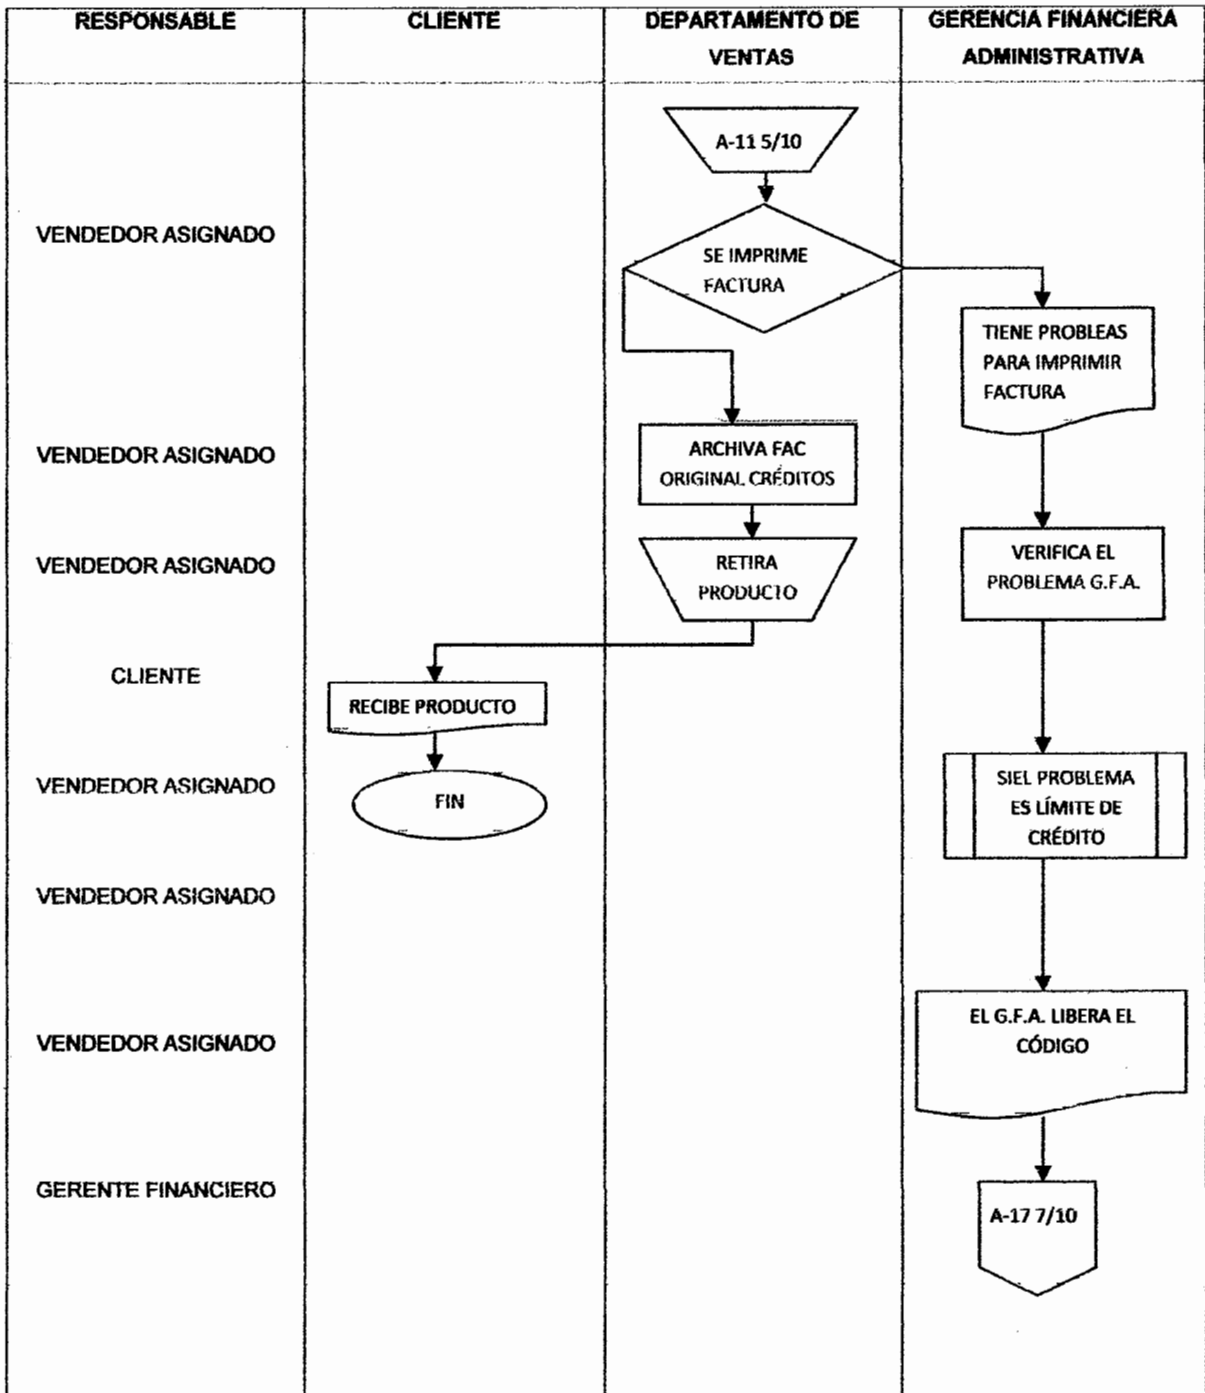 RESPONSABLE
CLIENTE
DEPARTAMENTO DE
VENTAS
GERENCIA FINANCIERA
ADMINISTRATIVA
A-11 5/10
VENDEDOR ASIGNADO
SE IMPRIME
FACTURA
TIENE PROBLEAS
PARA IMPRIMIR
FACTURA
VENDEDOR ASIGNADO
ARCHIVA FAC
ORIGINAL CRÉDITOS
VENDEDOR ASIGNADO
RETIRA
PRODUCTO
VERIFICA EL
PROBLEMA G.F.A.
CLIENTE
RECIBE PRODUCTO
VENDEDOR ASIGNADO
FIN
SIEL PROBLEMA
ES LÍMITE DE
CRÉDITO
VENDEDOR ASIGNADO
VENDEDOR ASIGNADO
EL G.F.A. LIBERA EL
CÓDIGO
GERENTE FINANCIERO
A-17 7/10